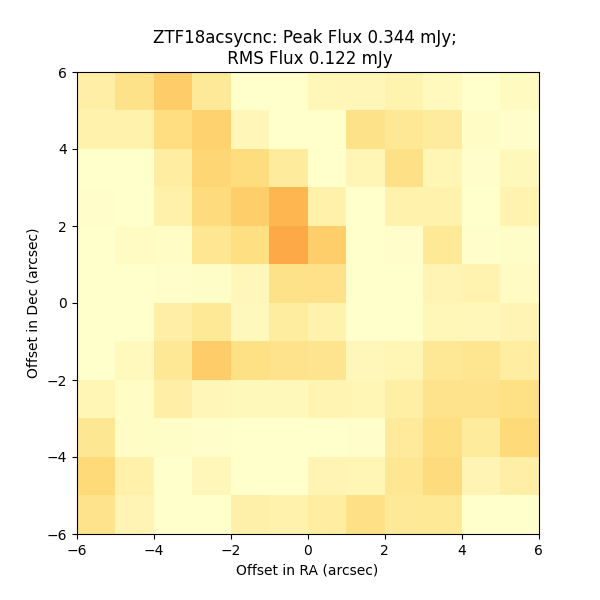 ZTF18acsycnc: Peak Flux 0.344 mJy;
RMS Flux 0.122 mJy
6
4
2
0
−2
−4
−6
Offset in Dec (arcsec)
−6 −4 −2 0 2 4 6
Offset in RA (arcsec)